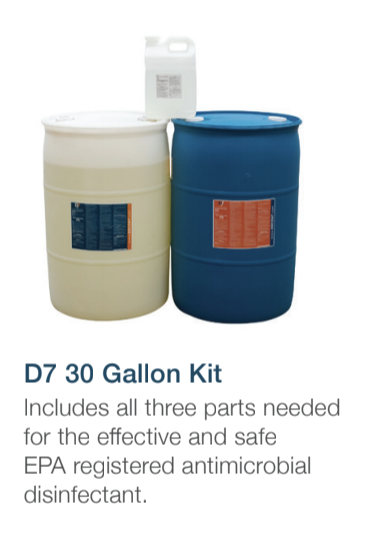 D7 30 Gallon Kit
Includes all three parts needed
for the effective and safe
EPA registered antimicrobial
disinfectant.